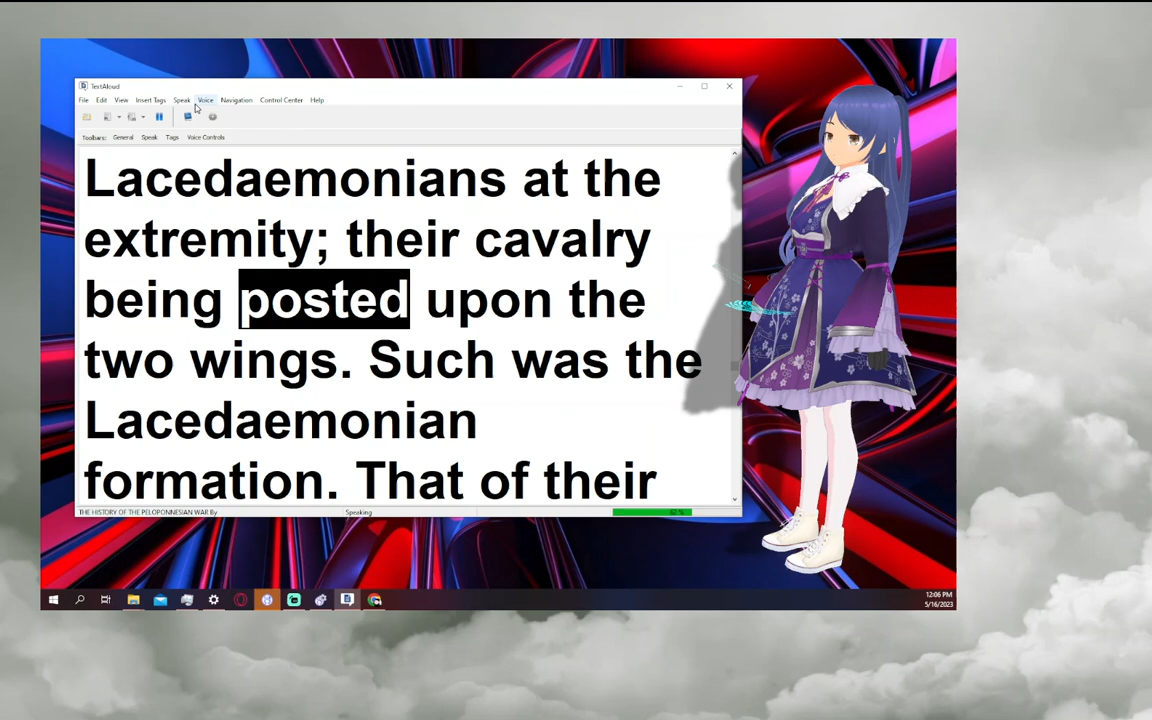 TextAloud
File Edit View Insert Tags Speak Voice Navigation Control Center Help
Toolbars: General Speak Tags Voice Controls
Lacedaemonians at the
extremity; their cavalry
being posted upon the
two wings. Such was the
Lacedaemonian
formation. That of their
THE HISTORY OF THE PELOPONNESIAN WAR By Speaking 62 %
12:06 PM
5/16/2023